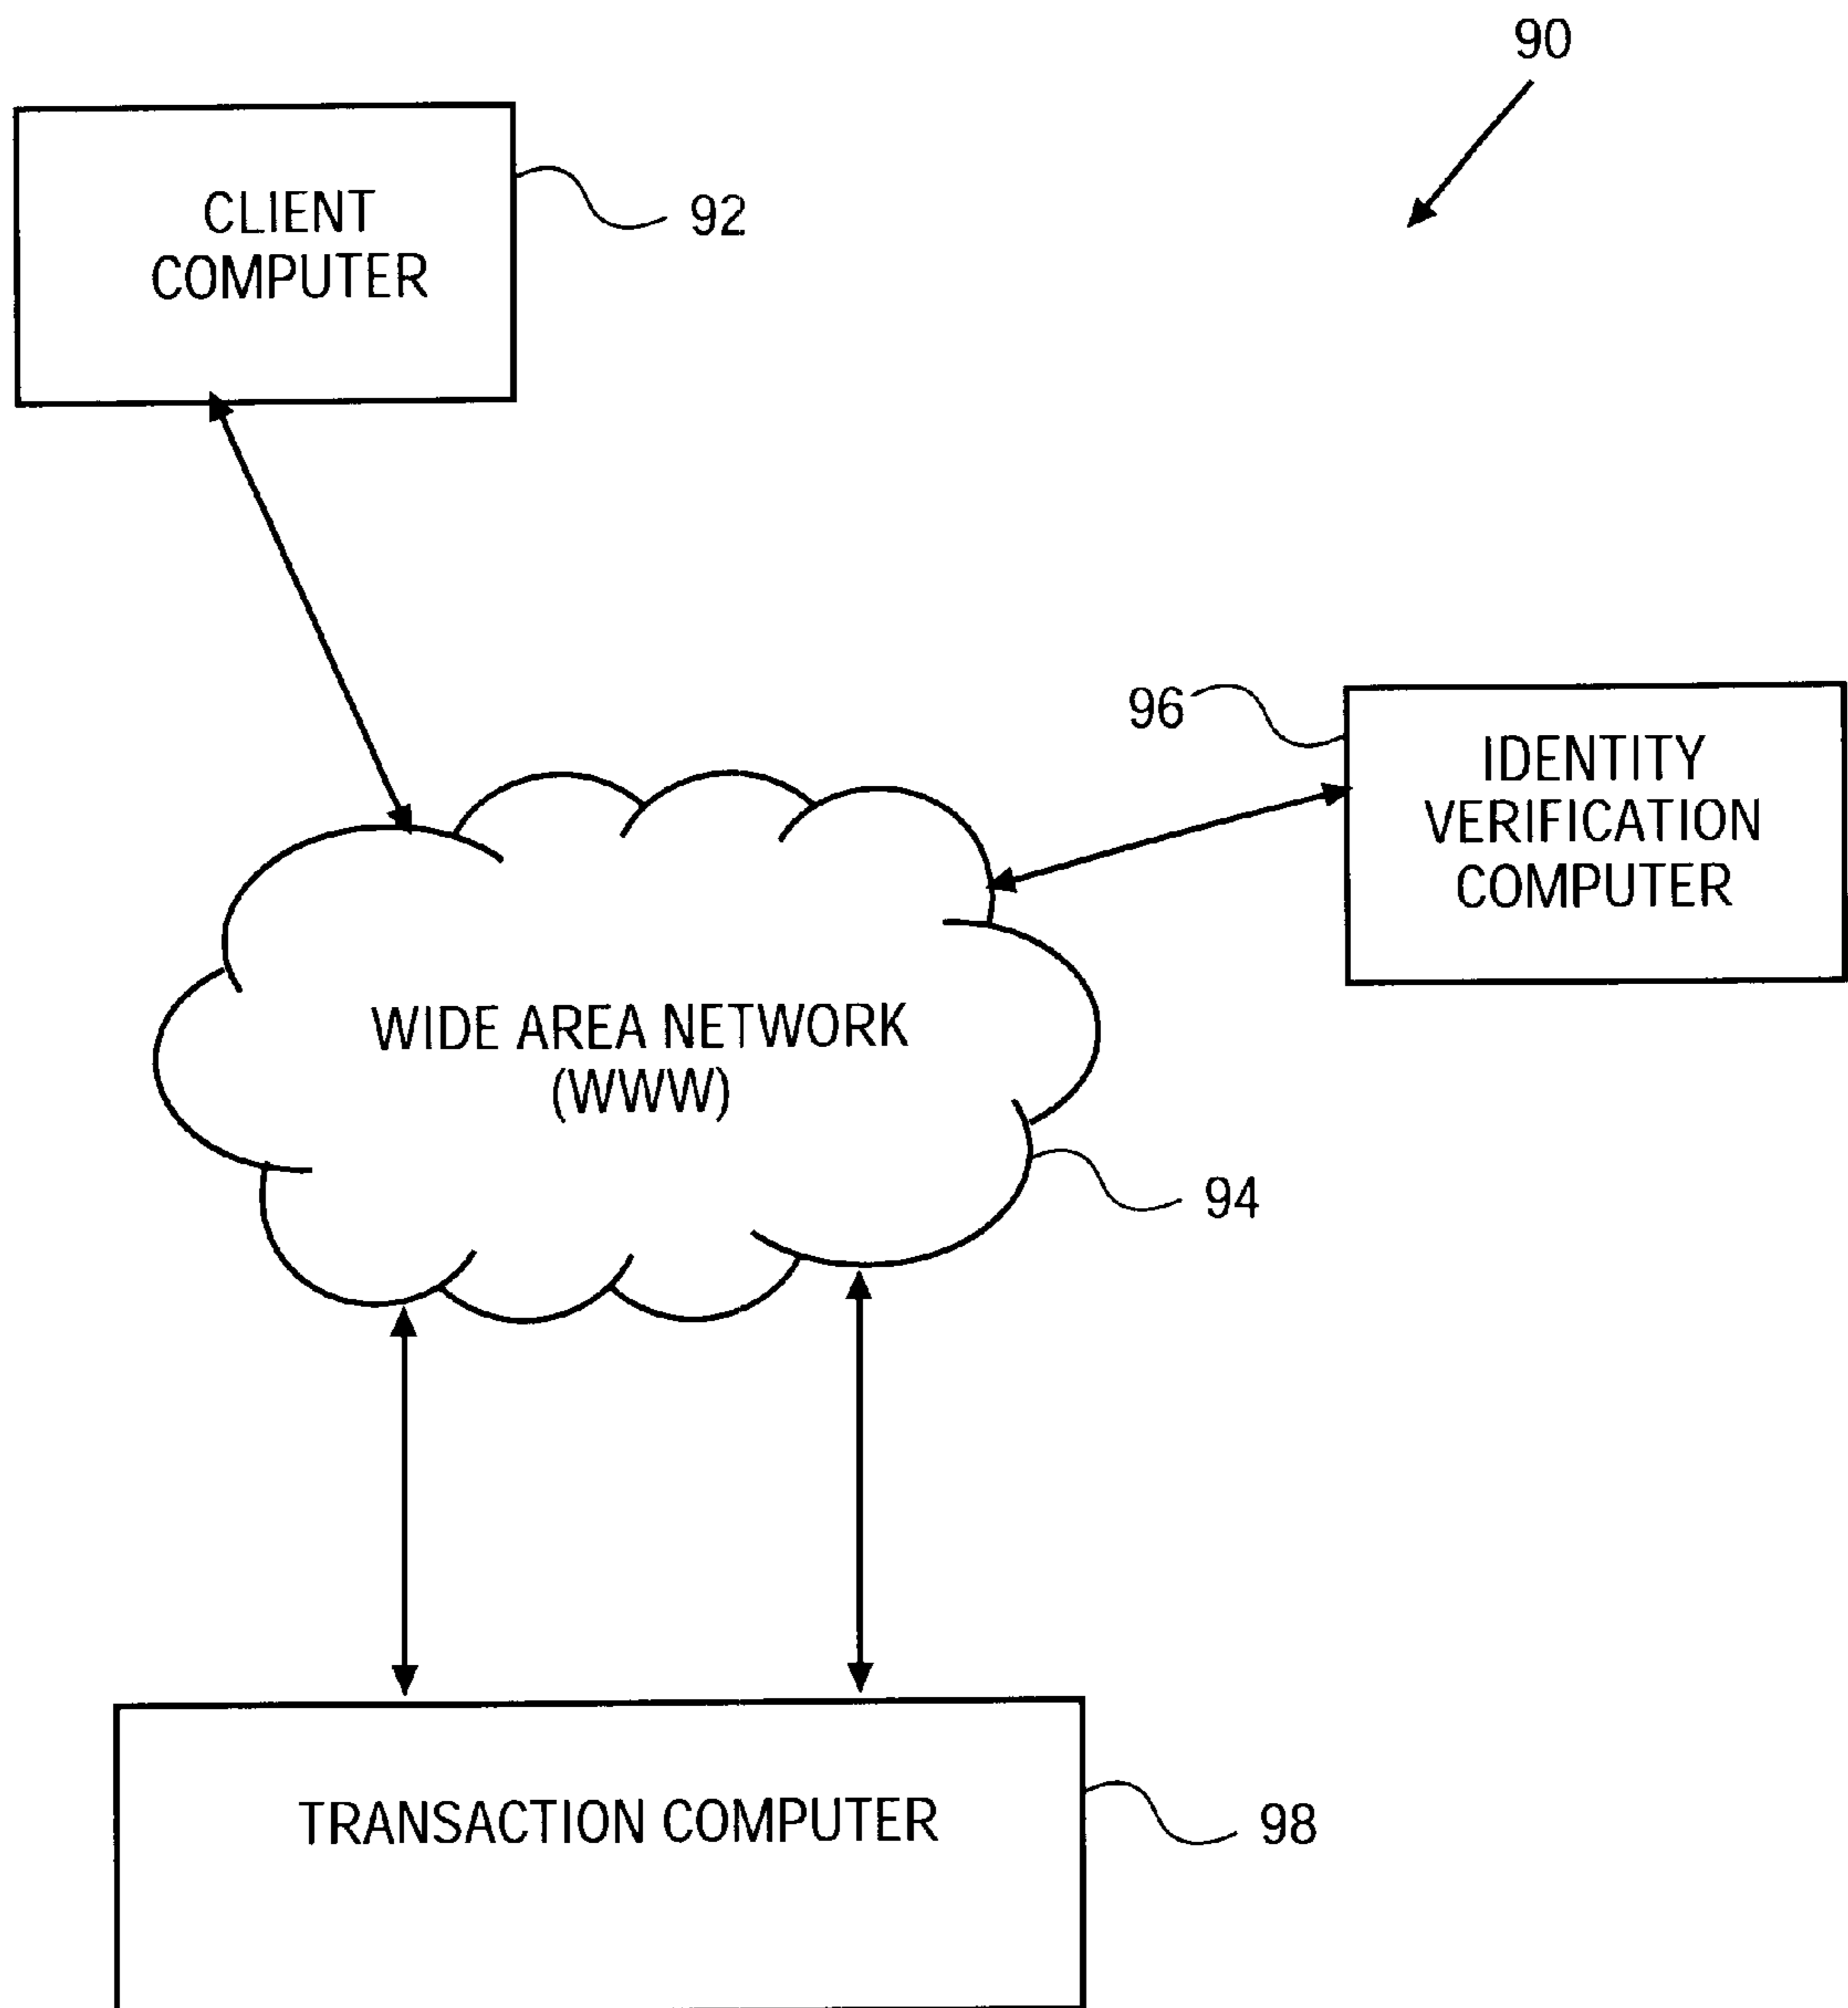 90
CLIENT
COMPUTER
92
96
IDENTITY
VERIFICATION
COMPUTER
WIDE AREA NETWORK
(WWW)
94
TRANSACTION COMPUTER
98